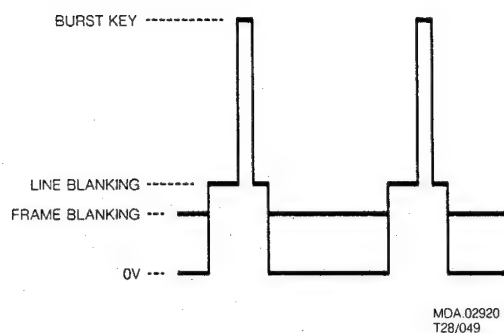 BURST KEY
LINE BLANKING
FRAME BLANKING
0V
MDA.02920
T28/049